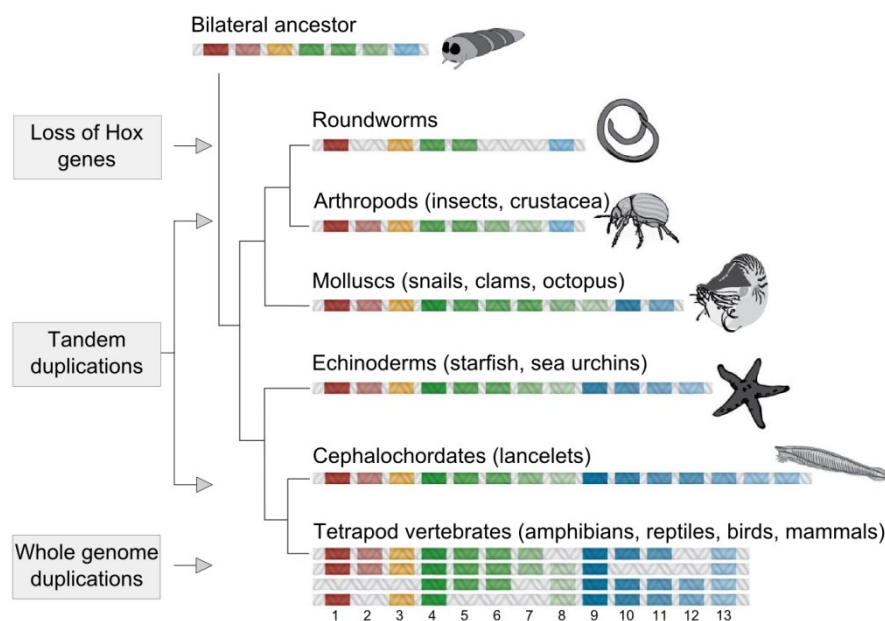 Bilateral ancestor
Loss of Hox
genes
Roundworms
Arthropods (insects, crustacea)
Molluscs (snails, clams, octopus)
Tandem
duplications
Echinoderms (starfish, sea urchins)
Cephalochordates (lancelets)
Whole genome
duplications
Tetrapod vertebrates (amphibians, reptiles, birds, mammals)
1 2 3 4 5 6 7 8 9 10 11 12 13